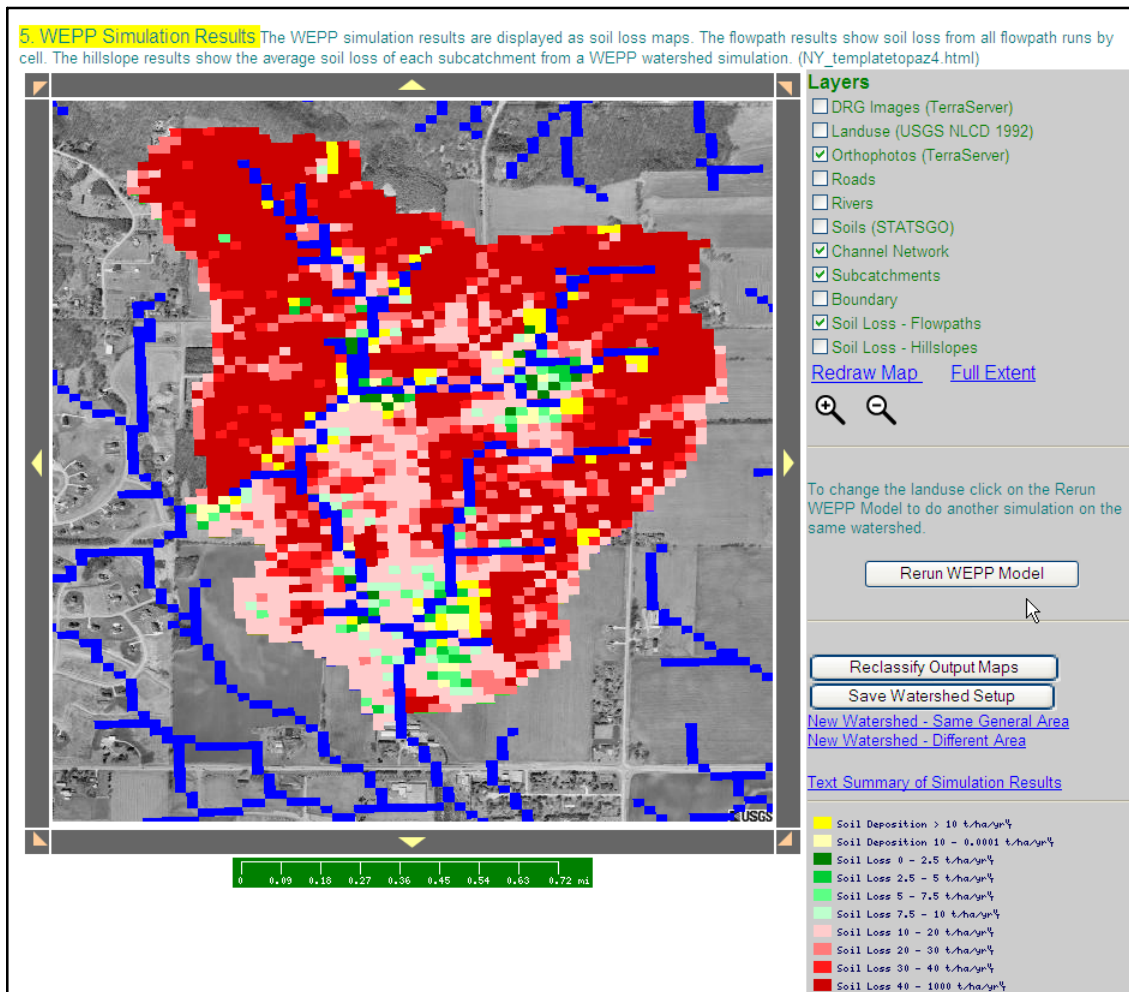 5. WEPP Simulation Results The WEPP simulation results are displayed as soil loss maps. The flowpath results show soil loss from all flowpath runs by
cell. The hillslope results show the average soil loss of each subcatchment from a WEPP watershed simulation. (NY_templatetopaz4.html)
Layers
DRG Images (TerraServer)
Landuse (USGS NLCD 1992)
Orthophotos (TerraServer)
Roads
Rivers
Soils (STATSGO)
Channel Network
Subcatchments
Boundary
Soil Loss - Flowpaths
Soil Loss - Hillslopes
Redraw Map Full Extent
To change the landuse click on the Rerun
WEPP Model to do another simulation on the
same watershed.
Rerun WEPP Model
Reclassify Output Maps
Save Watershed Setup
New Watershed - Same General Area
New Watershed - Different Area
Text Summary of Simulation Results
USGS
0 0.09 0.18 0.27 0.36 0.45 0.54 0.63 0.72 mi
Soil Deposition > 10 t/ha/yr
Soil Deposition 10 - 0.0001 t/ha/yr
Soil Loss 0 - 2.5 t/ha/yr
Soil Loss 2.5 - 5 t/ha/yr
Soil Loss 5 - 7.5 t/ha/yr
Soil Loss 7.5 - 10 t/ha/yr
Soil Loss 10 - 20 t/ha/yr
Soil Loss 20 - 30 t/ha/yr
Soil Loss 30 - 40 t/ha/yr
Soil Loss 40 - 1000 t/ha/yr